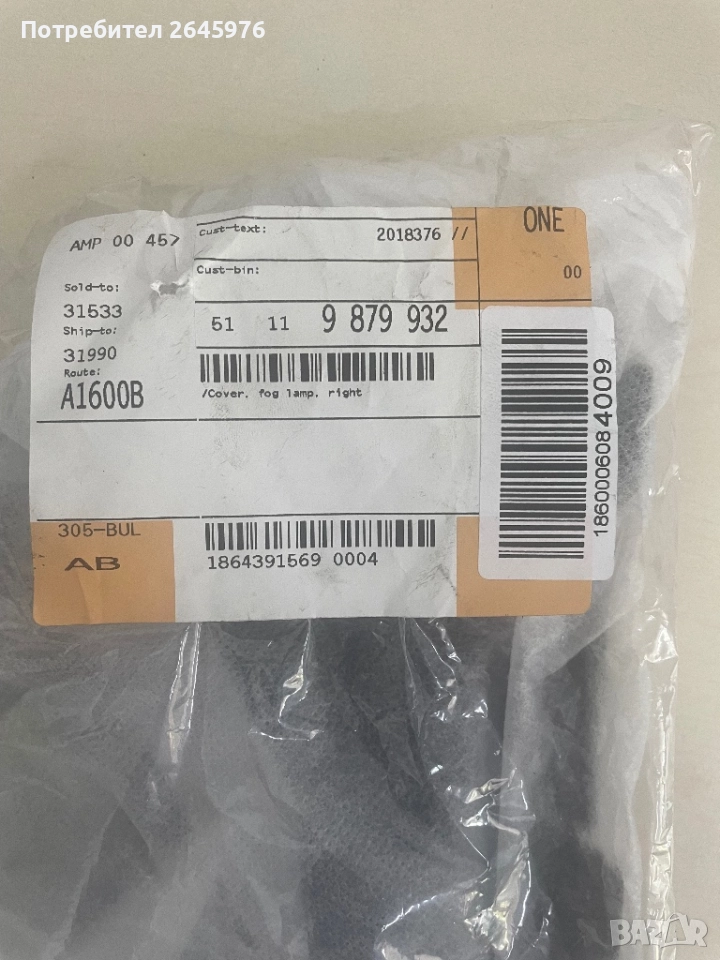 Потребител 2645976
AMP 00 457
Cust-text:
2018376 //
ONE
Cust-bin:
00
Sold-to:
31533
Ship-to:
31990
Route:
A1600B
51 11 9 879 932
/Cover. fog lamp. right
1860006084009
305-BUL
AB
1864391569 0004
BAZAR